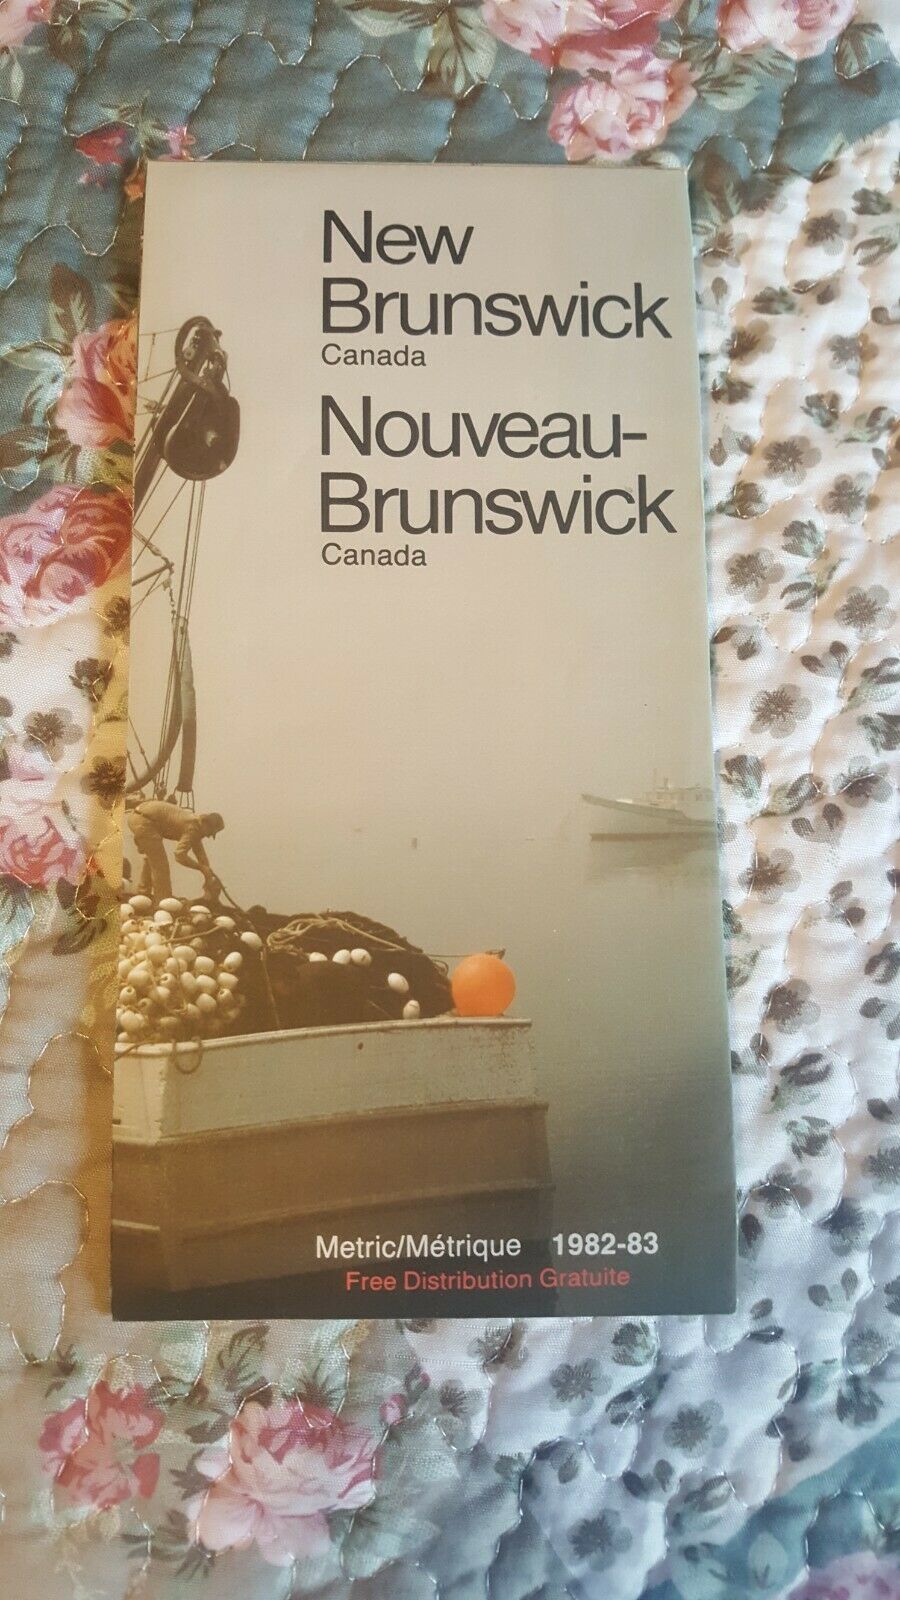 New
Brunswick
Canada
Nouveau-
Brunswick
Canada
Metric/Métrique 1982-83
Free Distribution Gratuite